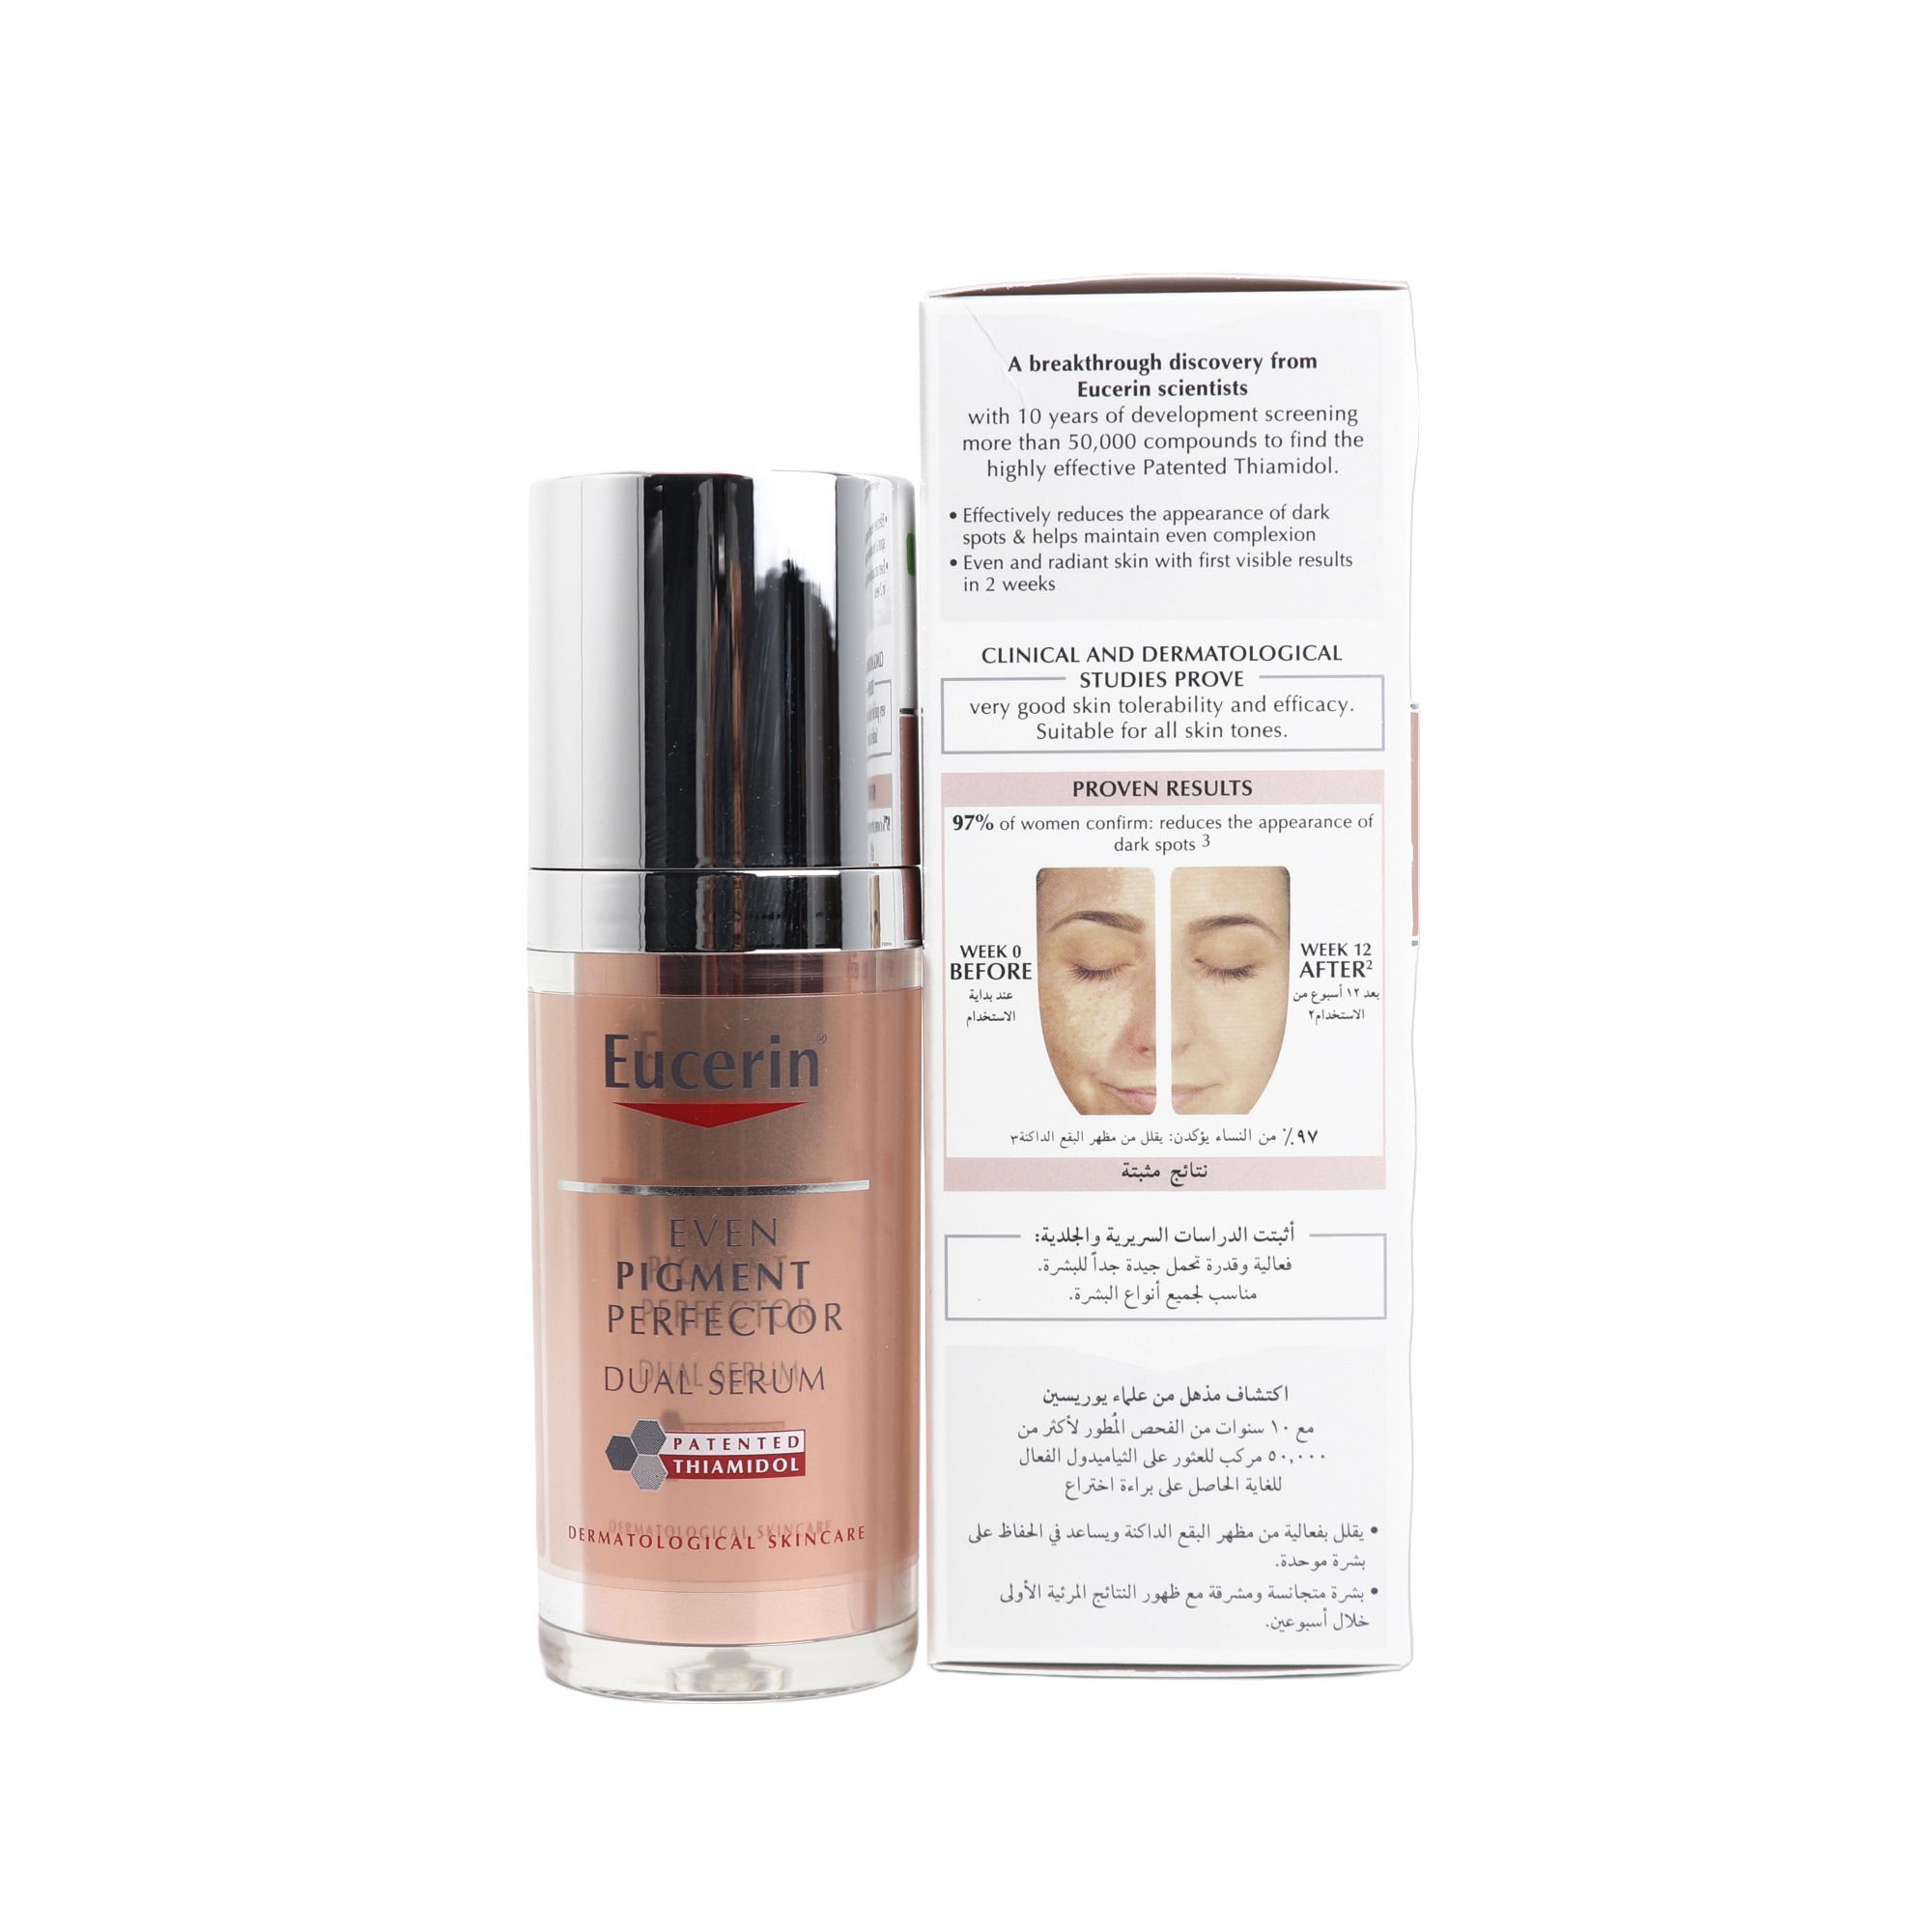 Eucerin®
EVEN
PIGMENT
PERFECTOR
DUAL SERUM
PATENTED
THIAMIDOL
DERMATOLOGICAL SKINCARE
A breakthrough discovery from
Eucerin scientists
with 10 years of development screening
more than 50,000 compounds to find the
highly effective Patented Thiamidol.
• Effectively reduces the appearance of dark
spots & helps maintain even complexion
• Even and radiant skin with first visible results
in 2 weeks
CLINICAL AND DERMATOLOGICAL
STUDIES PROVE
very good skin tolerability and efficacy.
Suitable for all skin tones.
PROVEN RESULTS
97% of women confirm: reduces the appearance of
dark spots 3
WEEK 0
BEFORE
عند بداية
الاستخدام
WEEK 12
AFTER2
بعد ١٢ أسبوع من
الاستخدام٢
٩٧٪ من النساء يؤكدن: يقلل من مظهر البقع الداكنة٣
نتائج مثبتة
أثبتت الدراسات السريرية والجلدية:
فعالية وقدرة تحمل جيدة جداً للبشرة.
مناسب لجميع أنواع البشرة.
اكتشاف مذهل من علماء يوريسين
مع ١٠ سنوات من الفحص المُطور لأكثر من
٥٠,٠٠٠ مركب للعثور على الثياميدول الفعال
للغاية الحاصل على براءة اختراع
• يقلل بفعالية من مظهر البقع الداكنة ويساعد في الحفاظ على
بشرة موحدة.
• بشرة متجانسة ومشرقة مع ظهور النتائج المرئية الأولى
خلال أسبوعين.